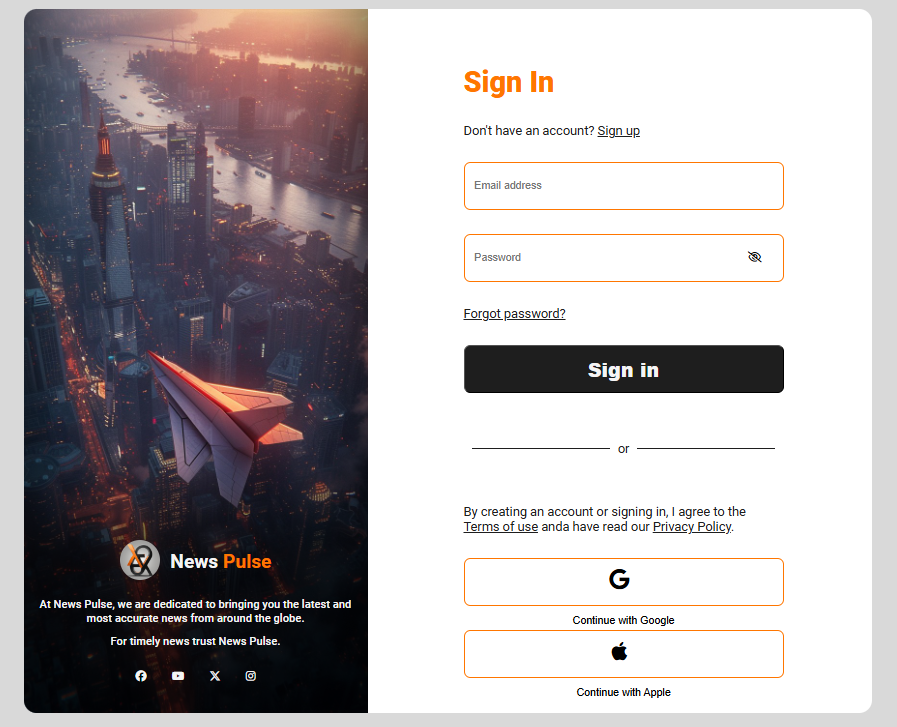 Sign In
Don't have an account? Sign up
Email address
Password
Forgot password?
Sign in
or
By creating an account or signing in, I agree to the
Terms of use anda have read our Privacy Policy.
Continue with Google
Continue with Apple
News Pulse
At News Pulse, we are dedicated to bringing you the latest and
most accurate news from around the globe.
For timely news trust News Pulse.